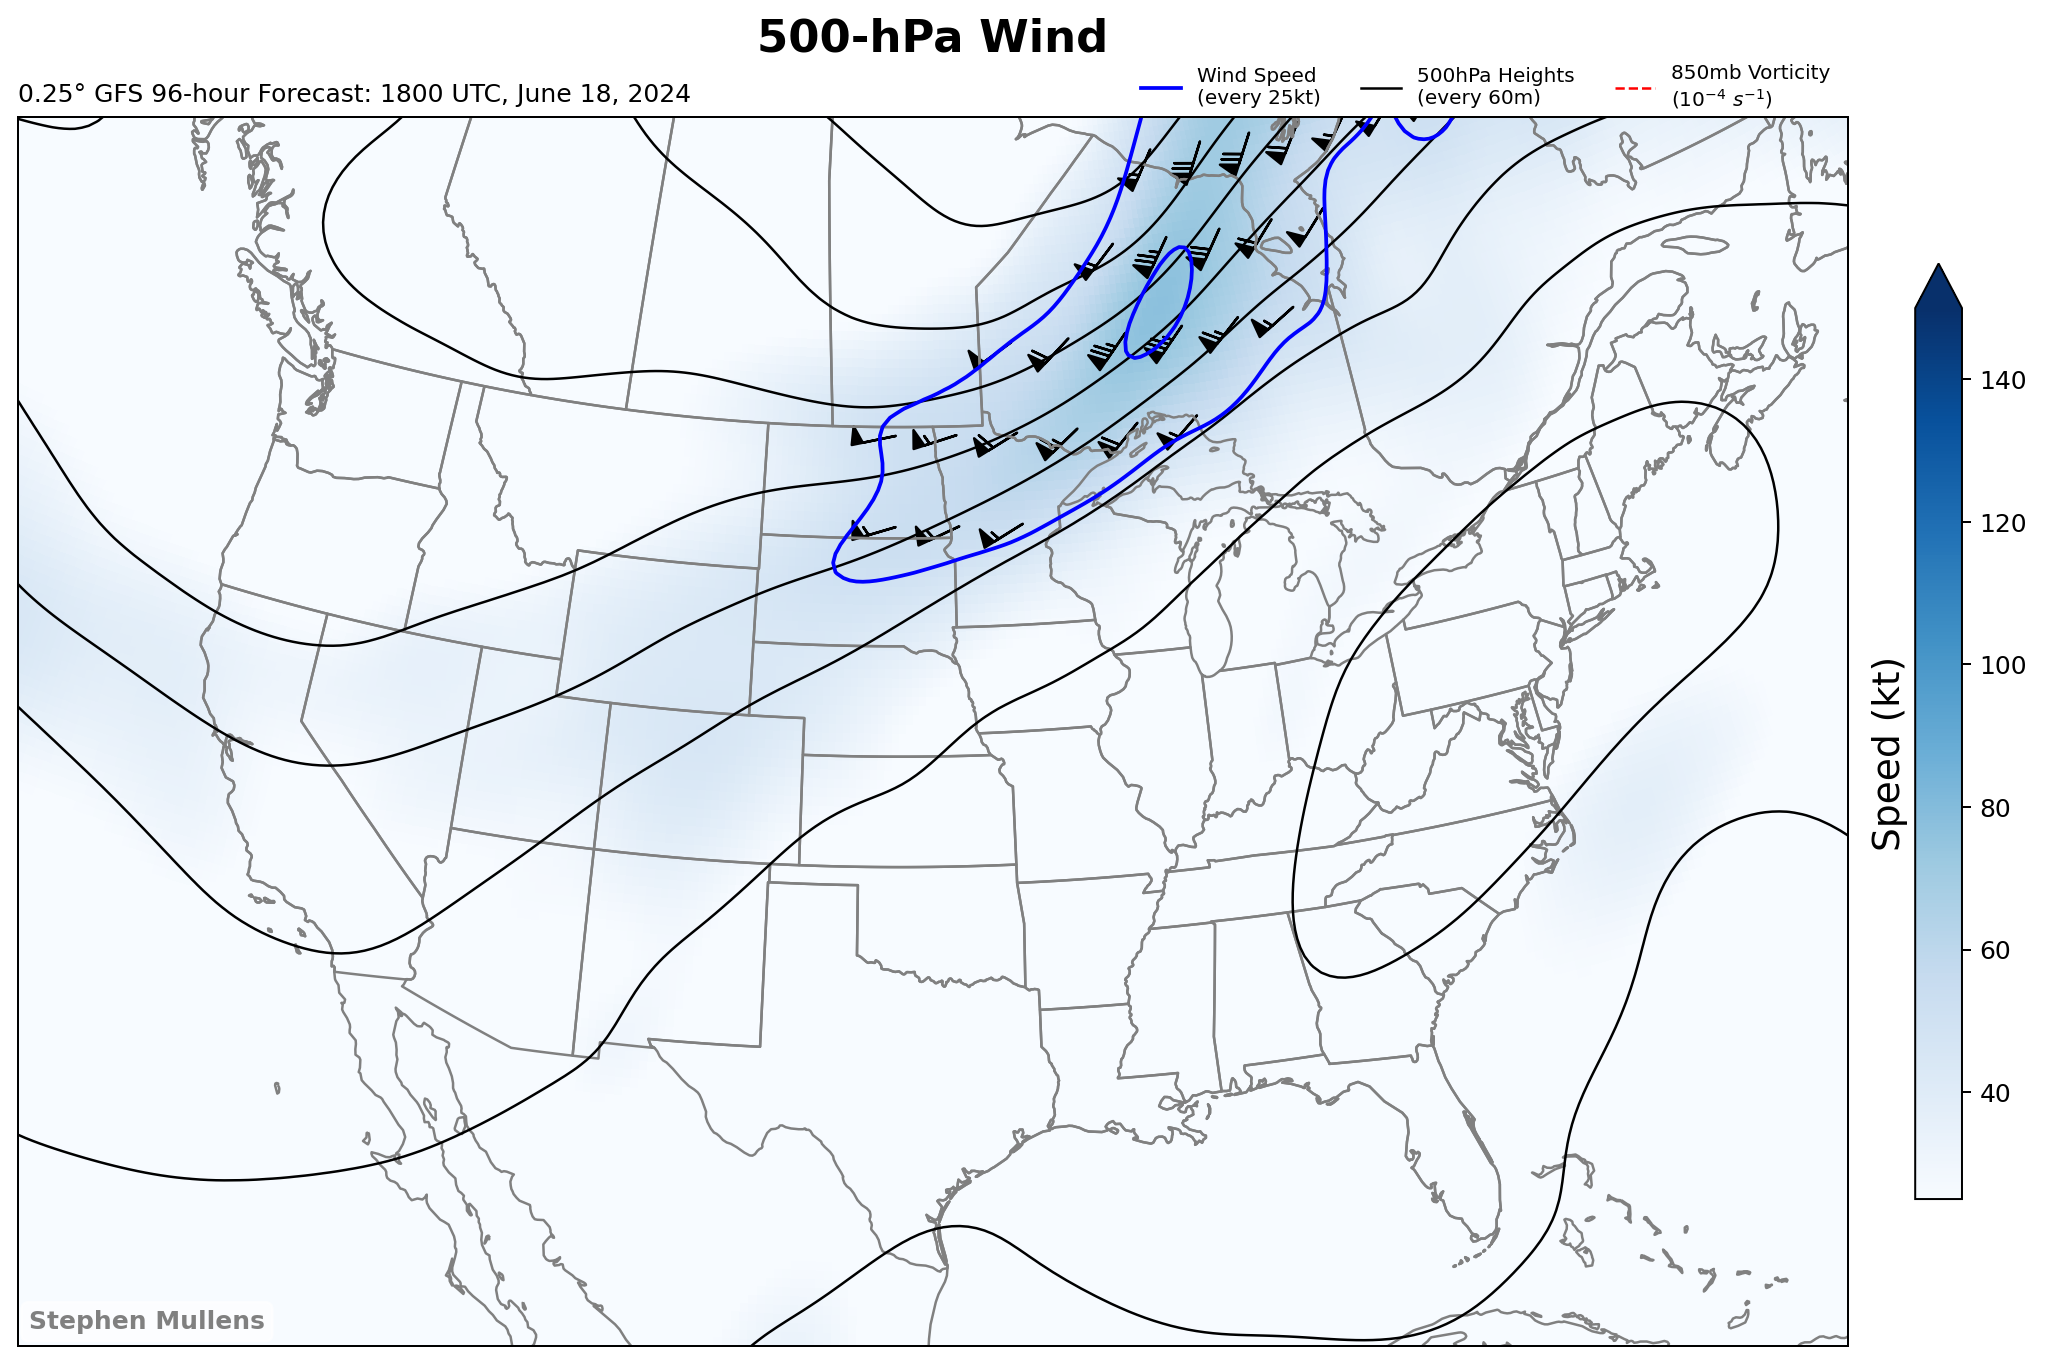 500-hPa Wind
0.25° GFS 96-hour Forecast: 1800 UTC, June 18, 2024
Wind Speed
(every 25kt)
500hPa Heights
(every 60m)
850mb Vorticity
(10⁻⁴ s⁻¹)
140
120
100
80
60
40
Speed (kt)
Stephen Mullens